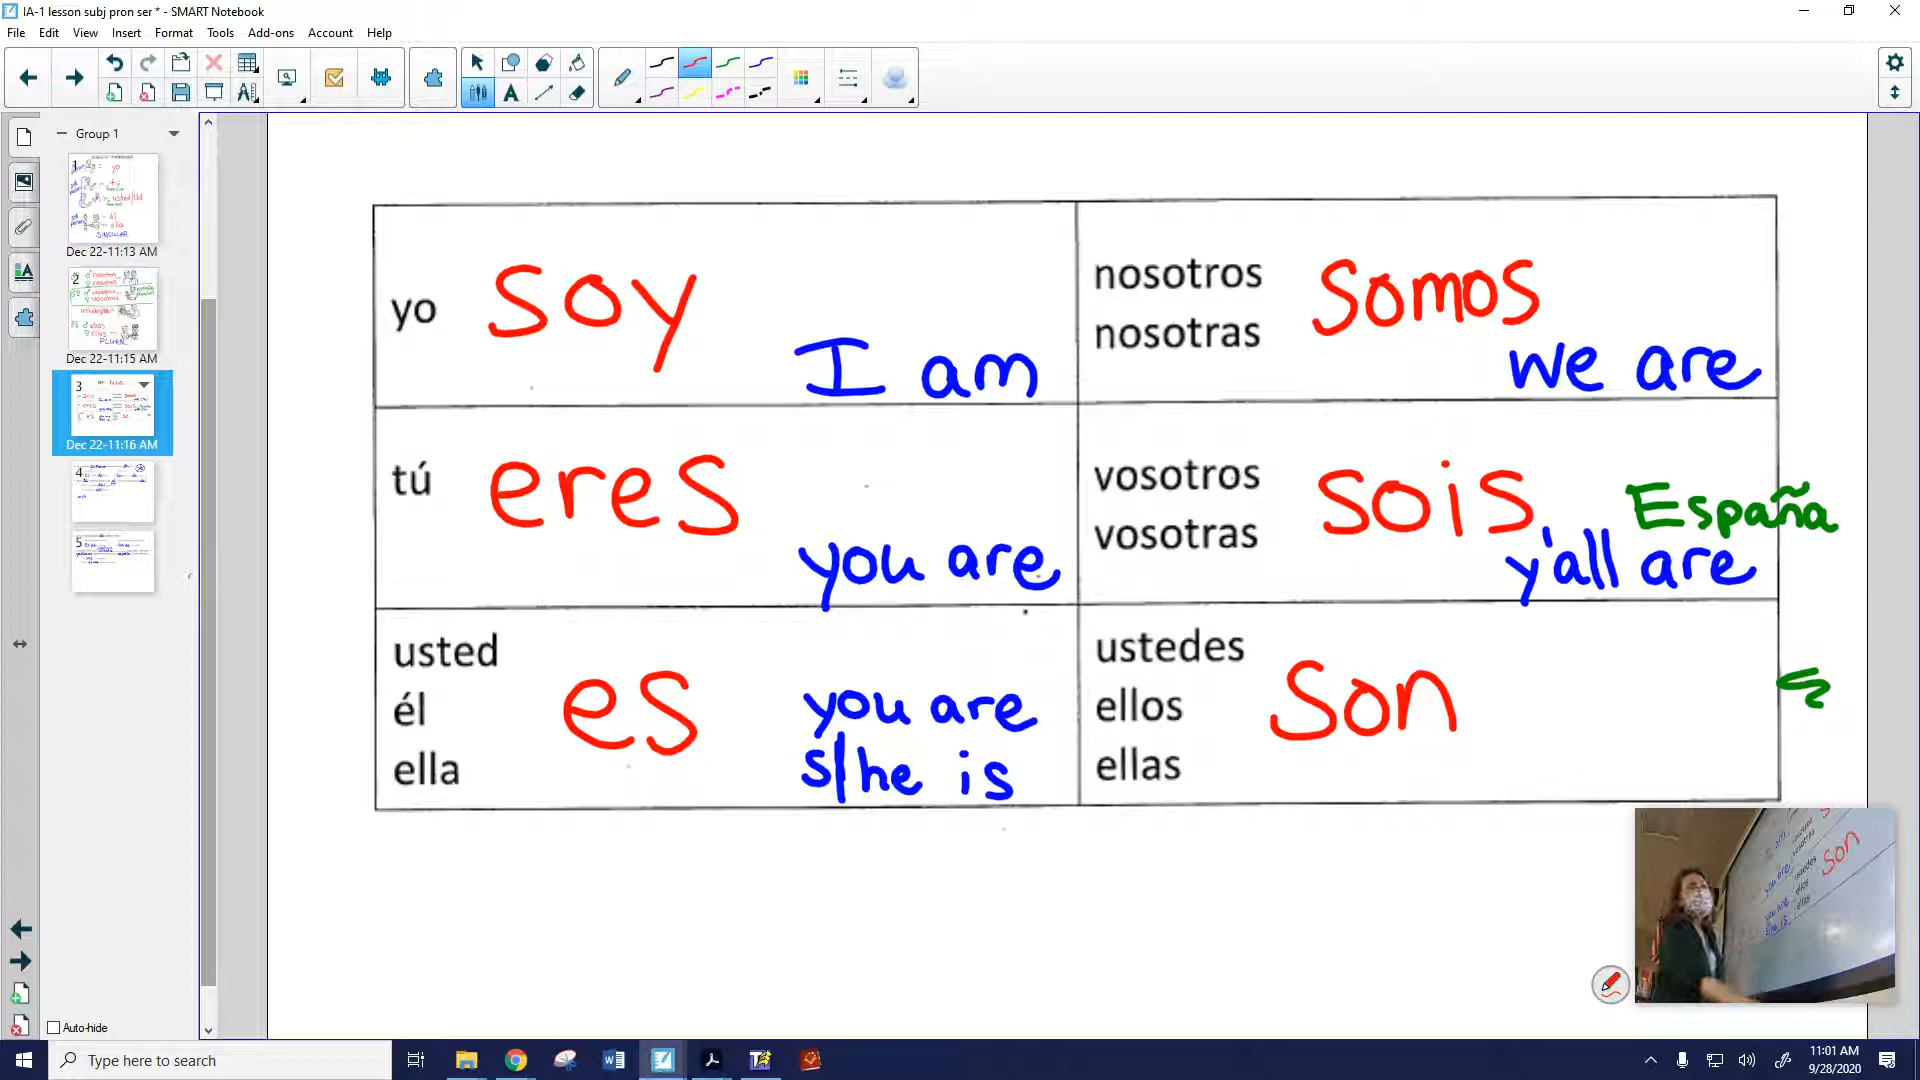 IA-1 lesson subj pron ser * - SMART Notebook
File Edit View Insert Format Tools Add-ons Account Help
Group 1
Dec 22-11:13 AM
Dec 22-11:15 AM
Dec 22-11:16 AM
Auto-hide
yo soy
I am
nosotros
nosotras
somos
we are
tú eres
you are
vosotros
vosotras
sois
España
y'all are
usted
él
ella
es
you are
s/he is
ustedes
ellos
ellas
son
Type here to search
11:01 AM
9/28/2020